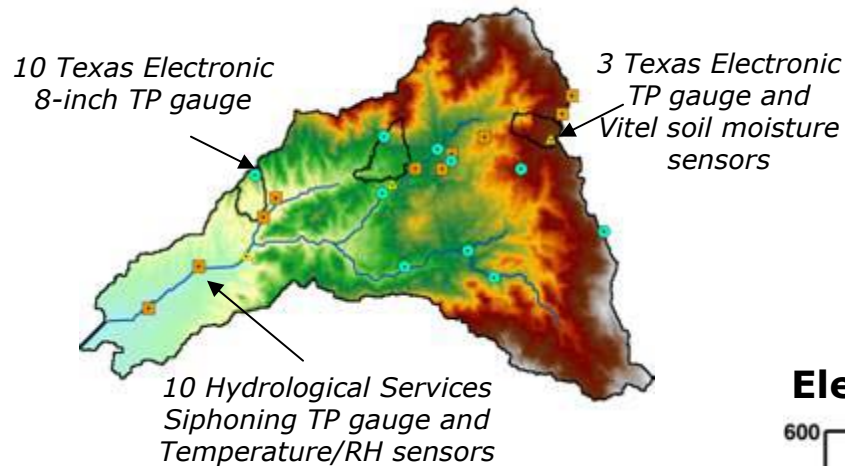 10 Texas Electronic
8-inch TP gauge
3 Texas Electronic
TP gauge and
Vitel soil moisture
sensors
10 Hydrological Services
Siphoning TP gauge and
Temperature/RH sensors
Ele
600